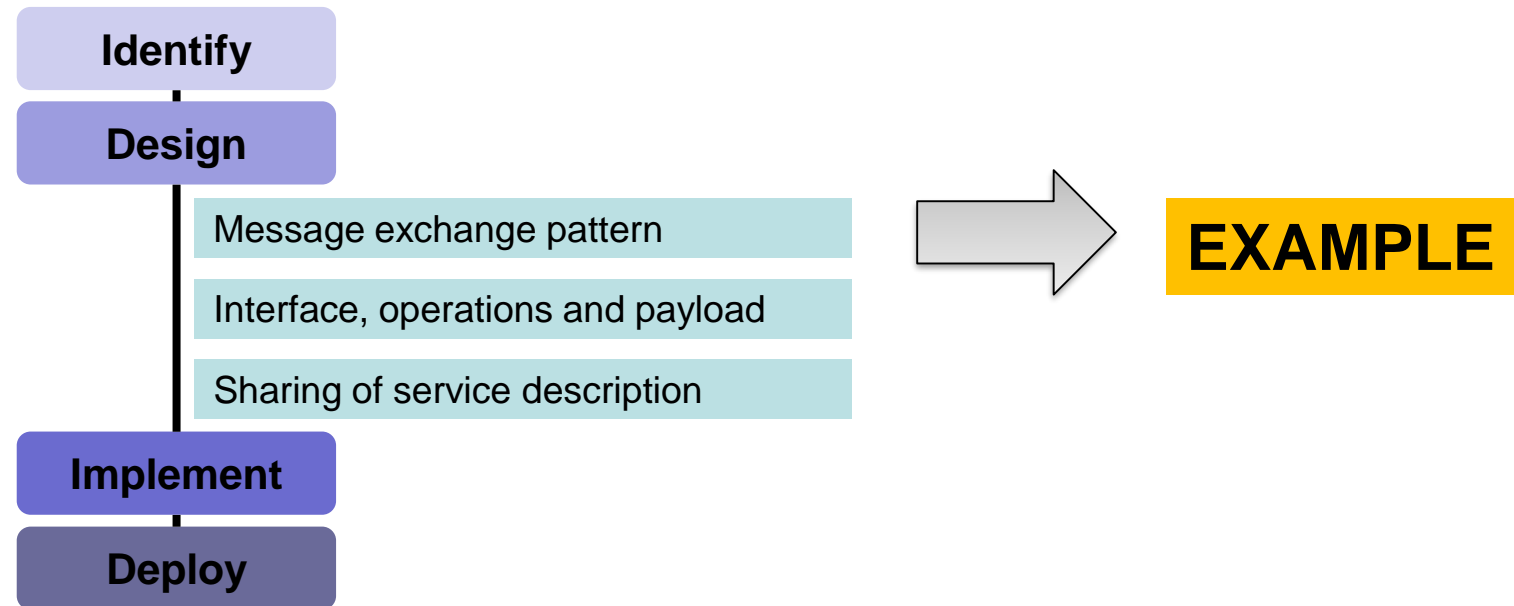 Identify
Design
Message exchange pattern
EXAMPLE
Interface, operations and payload
Sharing of service description
Implement
Deploy